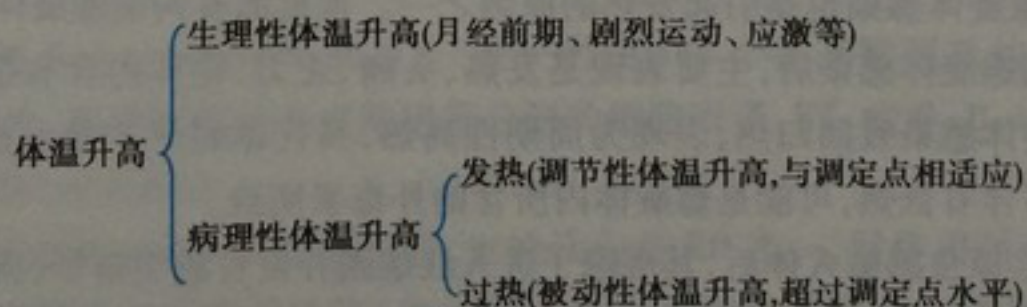 生理性体温升高(月经前期、剧烈运动、应激等)
体温升高
发热(调节性体温升高,与调定点相适应)
病理性体温升高
过热(被动性体温升高,超过调定点水平)